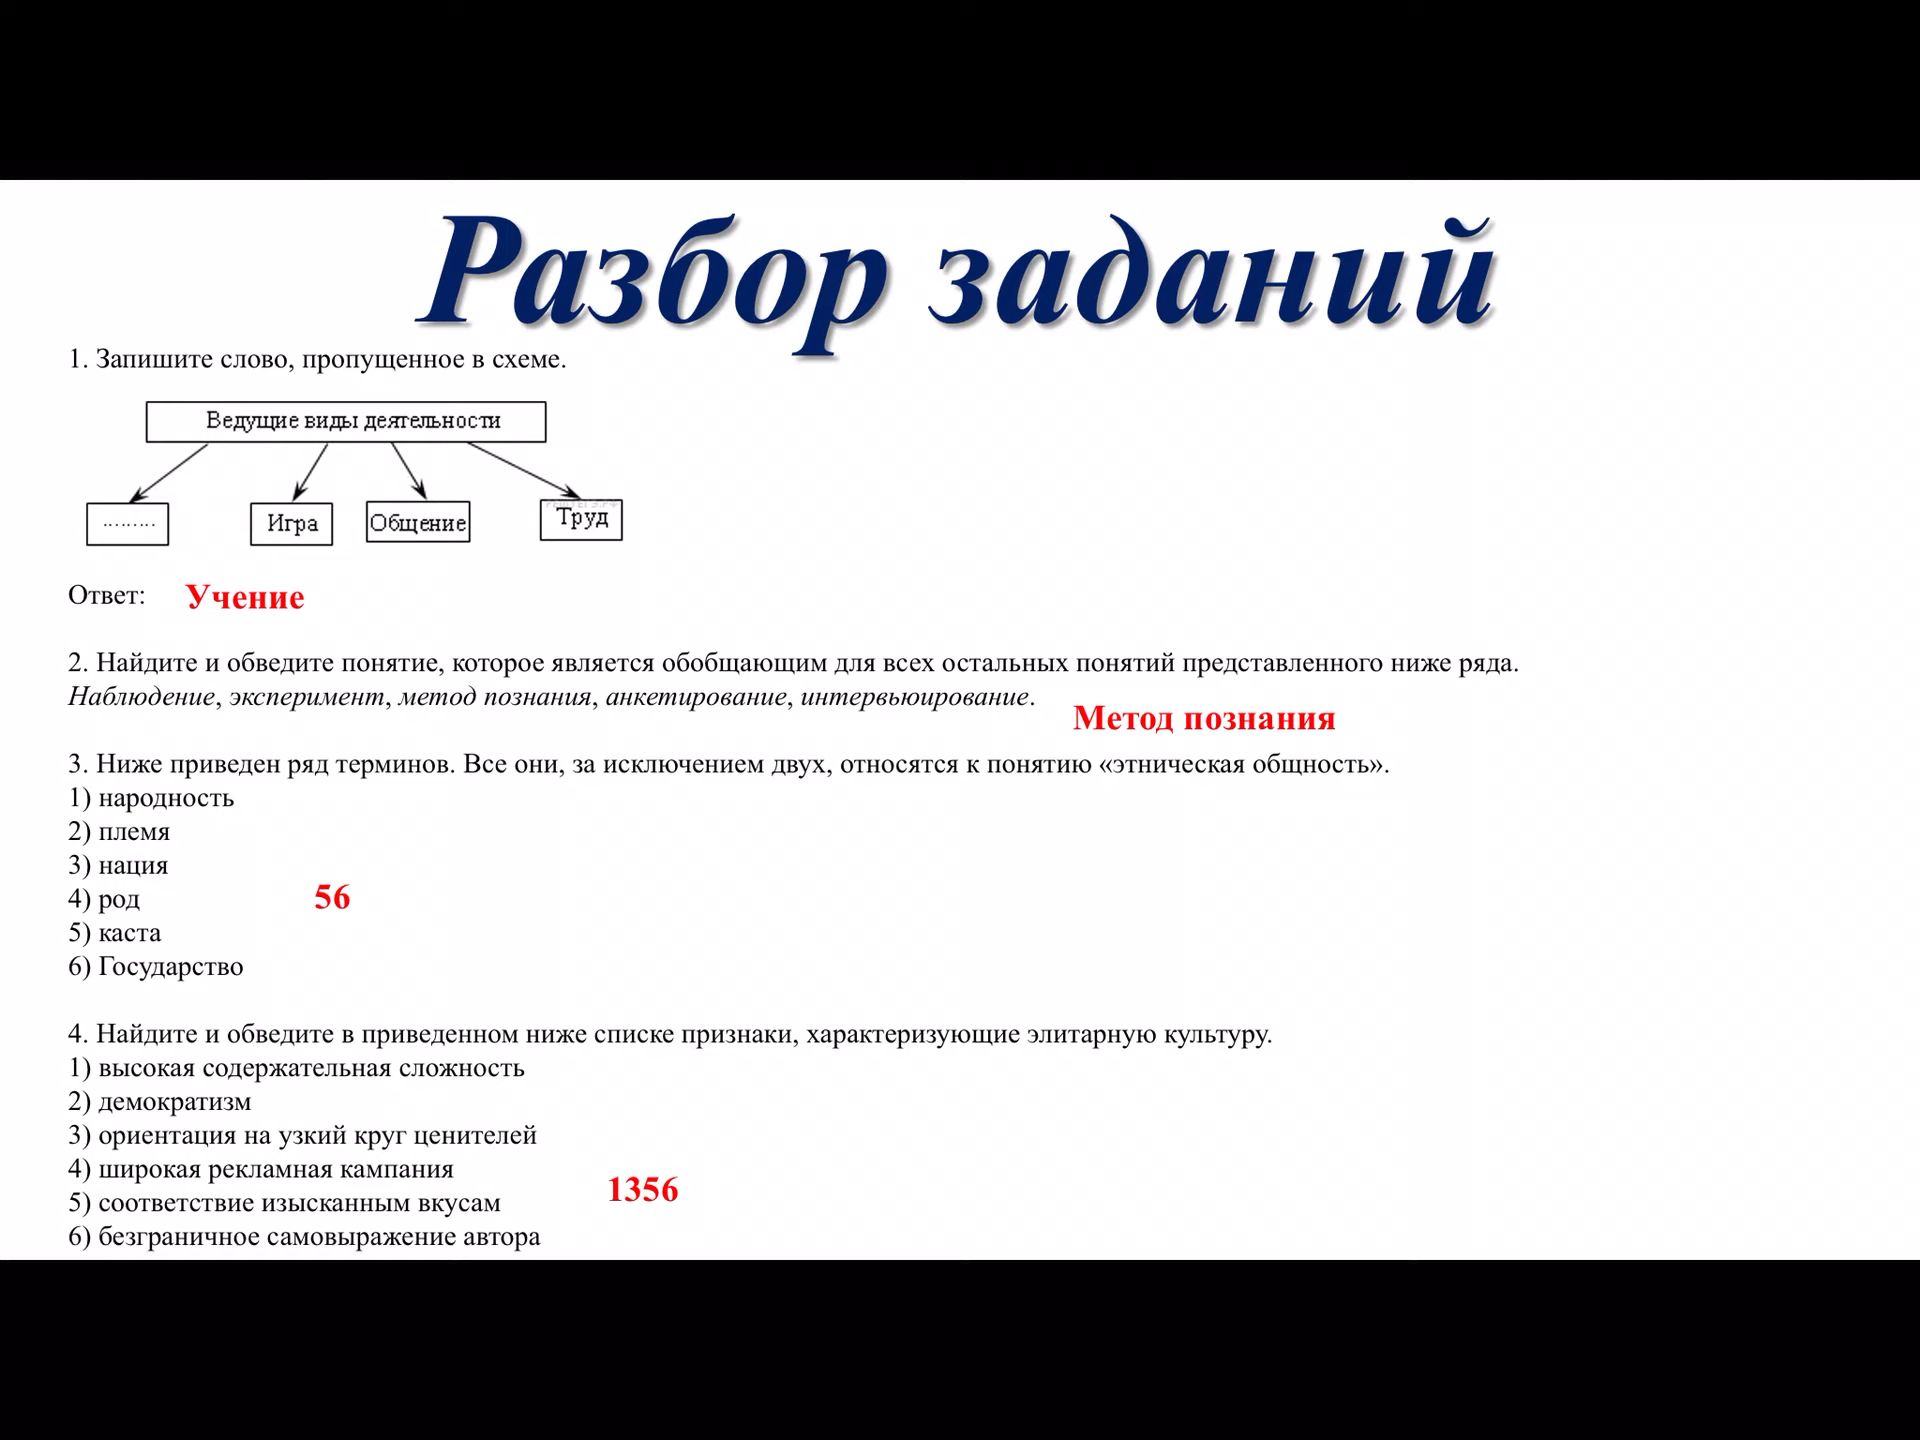 Разбор заданий
1. Запишите слово, пропущенное в схеме.
Ведущие виды деятельности
.........
Игра
Общение
Труд
Ответ: Учение
2. Найдите и обведите понятие, которое является обобщающим для всех остальных понятий представленного ниже ряда.
Наблюдение, эксперимент, метод познания, анкетирование, интервьюирование.
Метод познания
3. Ниже приведен ряд терминов. Все они, за исключением двух, относятся к понятию «этническая общность».
1) народность
2) племя
3) нация
4) род 56
5) каста
6) Государство
4. Найдите и обведите в приведенном ниже списке признаки, характеризующие элитарную культуру.
1) высокая содержательная сложность
2) демократизм
3) ориентация на узкий круг ценителей
4) широкая рекламная кампания
1356
5) соответствие изысканным вкусам
6) безграничное самовыражение автора